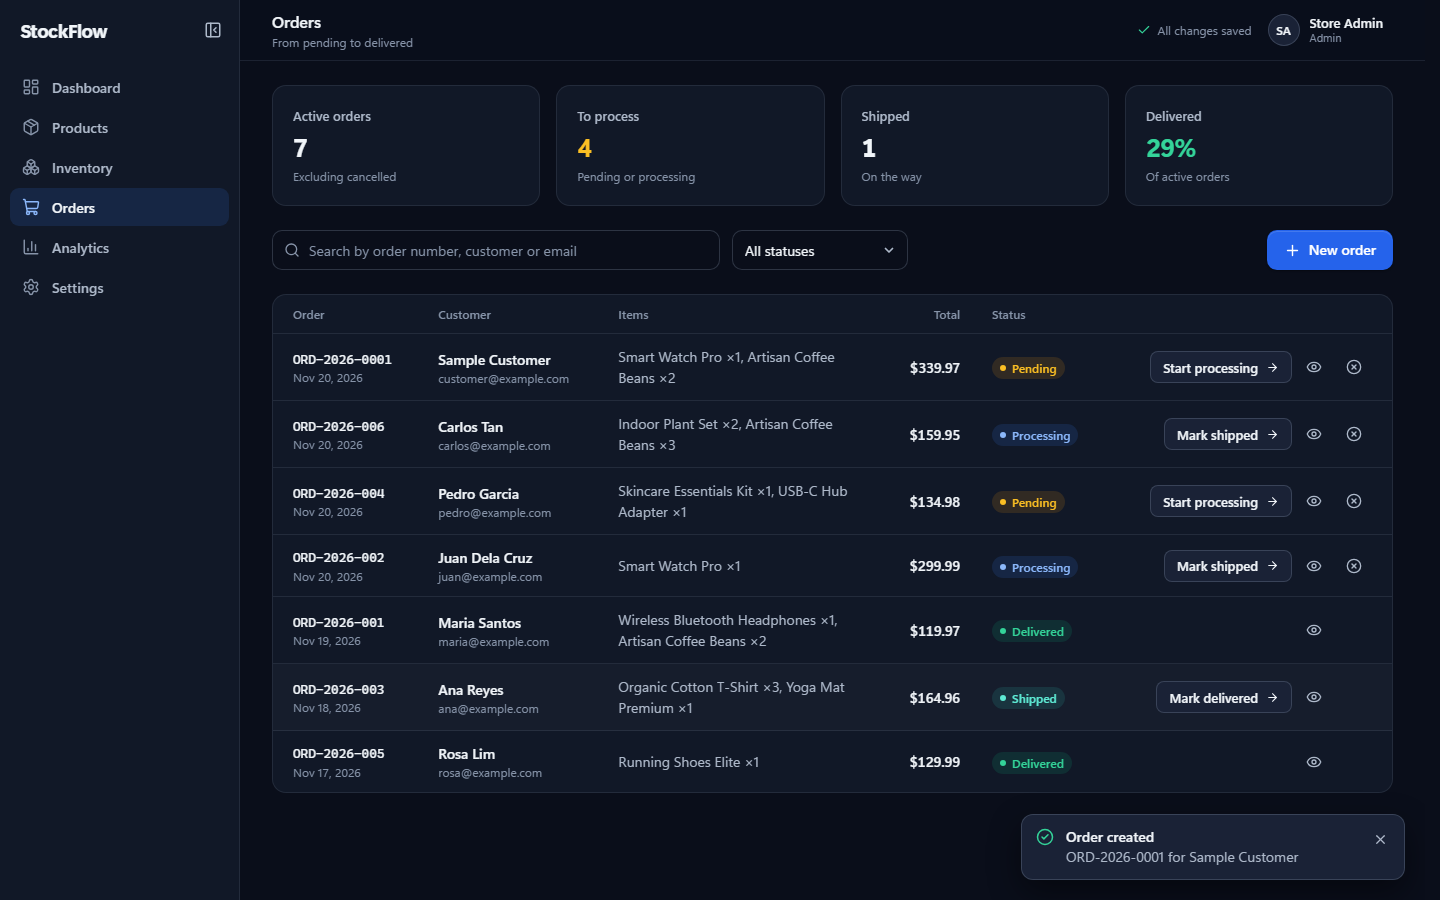 StockFlow
Dashboard
Products
Inventory
Orders
Analytics
Settings
Orders
From pending to delivered
All changes saved
SA
Store Admin
Admin
Active orders
7
Excluding cancelled
To process
4
Pending or processing
Shipped
1
On the way
Delivered
29%
Of active orders
Search by order number, customer or email
All statuses
New order
Order Customer Items Total Status
ORD-2026-0001
Nov 20, 2026
Sample Customer
customer@example.com
Smart Watch Pro ×1, Artisan Coffee
Beans ×2
$339.97
Pending
Start processing
ORD-2026-006
Nov 20, 2026
Carlos Tan
carlos@example.com
Indoor Plant Set ×2, Artisan Coffee
Beans ×3
$159.95
Processing
Mark shipped
ORD-2026-004
Nov 20, 2026
Pedro Garcia
pedro@example.com
Skincare Essentials Kit ×1, USB-C Hub
Adapter ×1
$134.98
Pending
Start processing
ORD-2026-002
Nov 20, 2026
Juan Dela Cruz
juan@example.com
Smart Watch Pro ×1
$299.99
Processing
Mark shipped
ORD-2026-001
Nov 19, 2026
Maria Santos
maria@example.com
Wireless Bluetooth Headphones ×1,
Artisan Coffee Beans ×2
$119.97
Delivered
ORD-2026-003
Nov 18, 2026
Ana Reyes
ana@example.com
Organic Cotton T-Shirt ×3, Yoga Mat
Premium ×1
$164.96
Shipped
Mark delivered
ORD-2026-005
Nov 17, 2026
Rosa Lim
rosa@example.com
Running Shoes Elite ×1
$129.99
Delivered
Order created
ORD-2026-0001 for Sample Customer